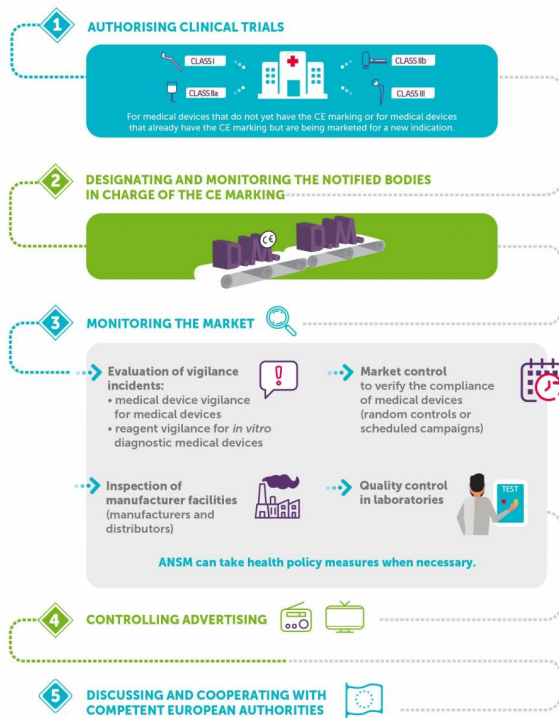 1
AUTHORISING CLINICAL TRIALS
CLASS I
CLASS IIb
CLASS IIa
CLASS III
For medical devices that do not yet have the CE marking or for medical devices
that already have the CE marking but are being marketed for a new indication.
2
DESIGNATING AND MONITORING THE NOTIFIED BODIES
IN CHARGE OF THE CE MARKING
D.M.
CE
D.M.
3
MONITORING THE MARKET
Evaluation of vigilance
incidents:
• medical device vigilance
for medical devices
• reagent vigilance for in vitro
diagnostic medical devices
Market control
to verify the compliance
of medical devices
(random controls or
scheduled campaigns)
Inspection of
manufacturer facilities
(manufacturers and
distributors)
Quality control
in laboratories
TEST
ANSM can take health policy measures when necessary.
4
CONTROLLING ADVERTISING
5
DISCUSSING AND COOPERATING WITH
COMPETENT EUROPEAN AUTHORITIES